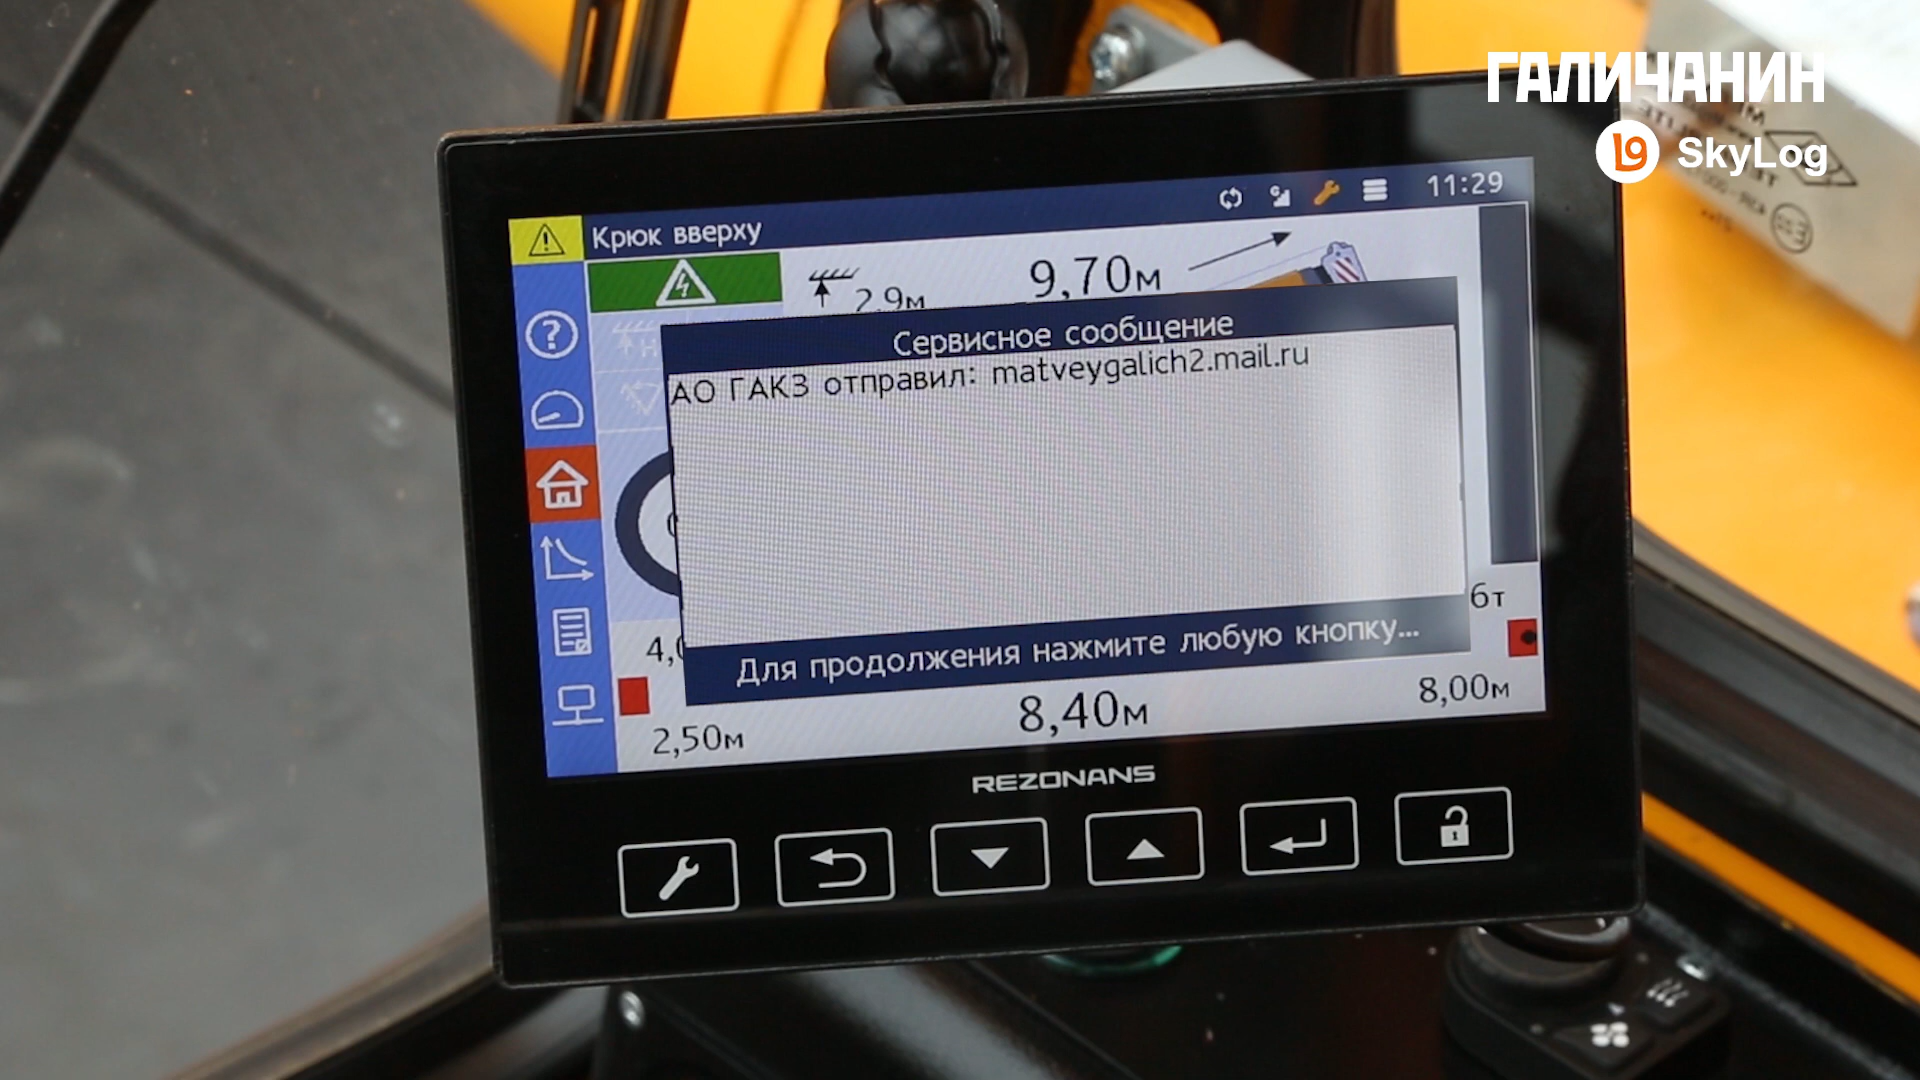 ГАЛИЧАНИН
SkyLog
11:29
Крюк вверху
2,9м
9,70м
Сервисное сообщение
АО ГАКЗ отправил: matveygalich2.mail.ru
6т
Для продолжения нажмите любую кнопку...
2,50м
8,40м
8,00м
REZONANS